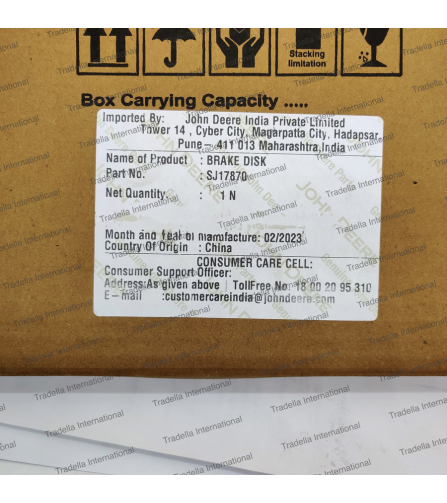 Stacking
limitation
Box Carrying Capacity .....
Imported By: John Deere India Private Limited
Tower 14 , Cyber City, Magarpatta City, Hadapsar,
Pune- 411 013 Maharashtra,India
Name of Product : BRAKE DISK
Part No. : SJ17870
Net Quantity : 1 N
Month and Year of manfacture: 02/2023
Country Of Origin : China
CONSUMER CARE CELL:
Consumer Support Officer:
Address:As given above | TollFree No 18 00 20 95 310
E-mail :customercareindia@johndeere.com
JOHN DEERE
Tradella International